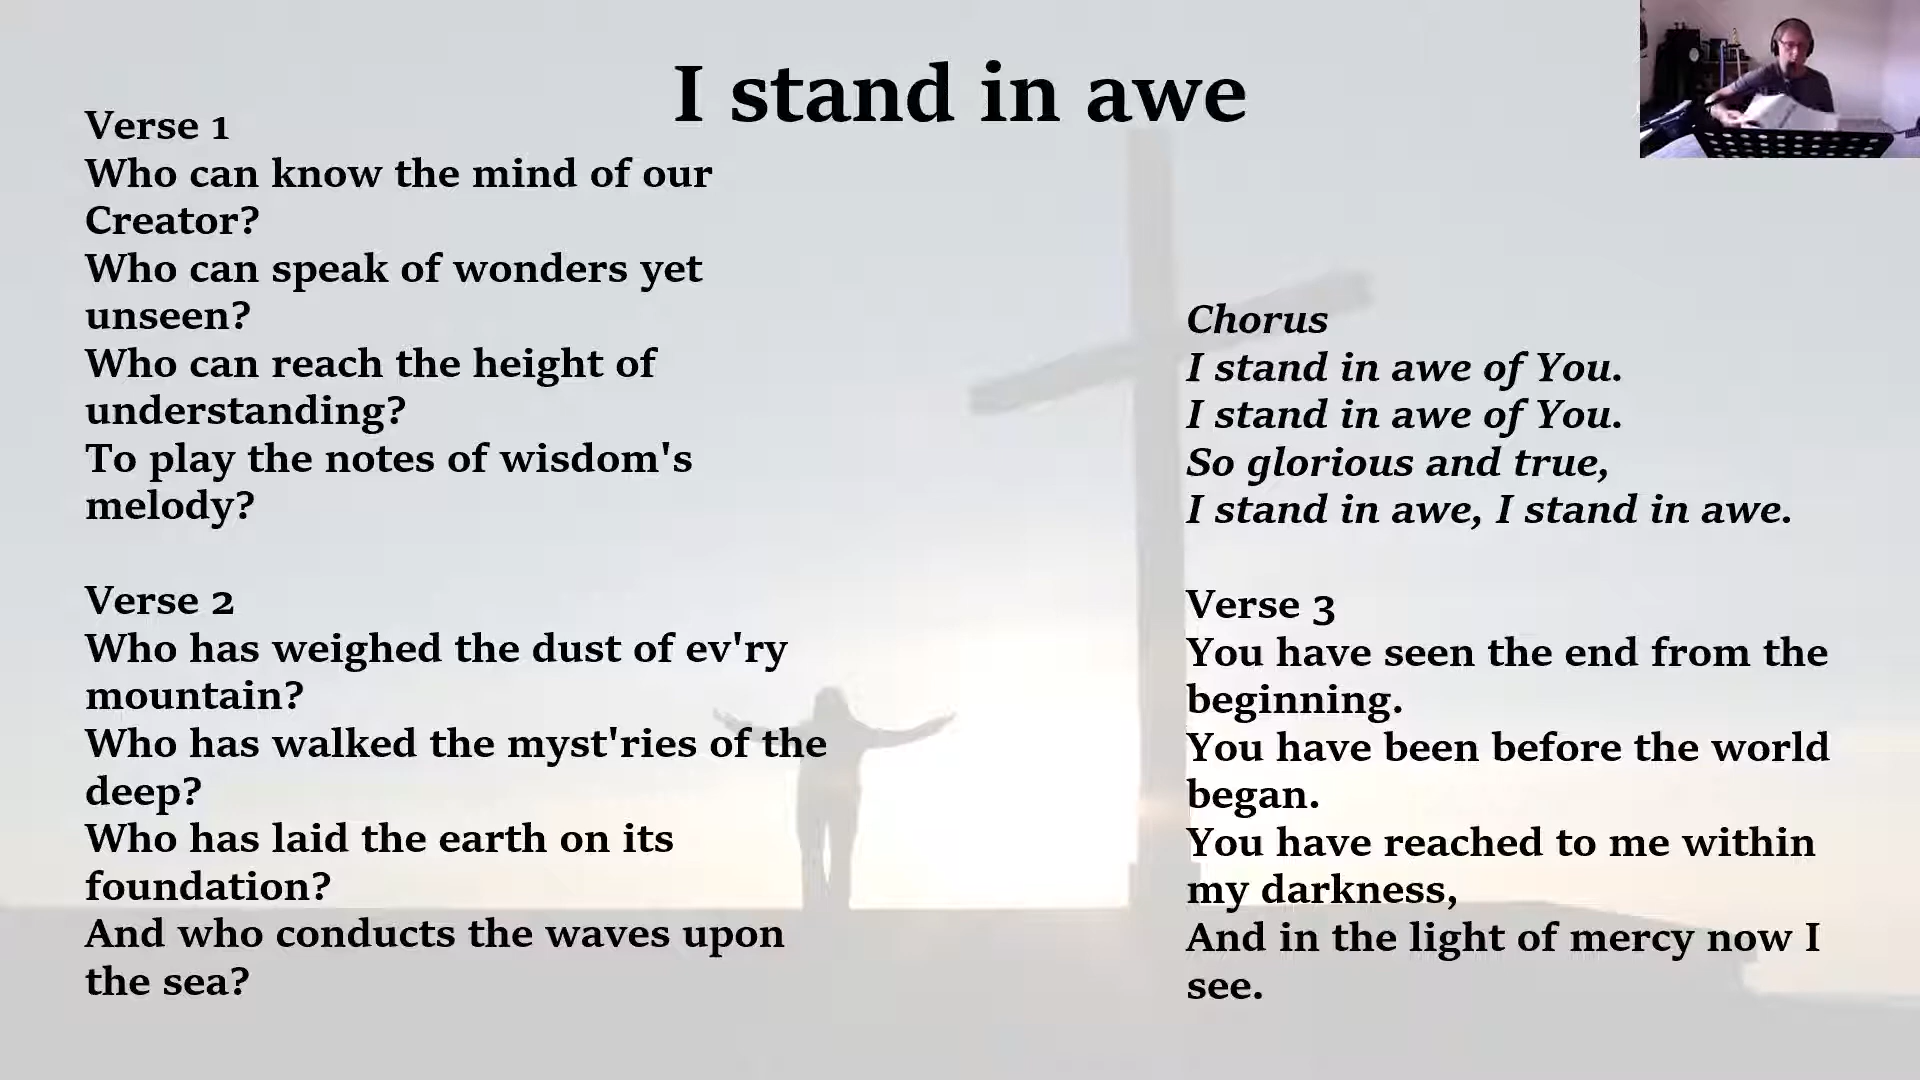 I stand in awe
Verse 1
Who can know the mind of our
Creator?
Who can speak of wonders yet
unseen?
Who can reach the height of
understanding?
To play the notes of wisdom's
melody?
Verse 2
Who has weighed the dust of ev'ry
mountain?
Who has walked the myst'ries of the
deep?
Who has laid the earth on its
foundation?
And who conducts the waves upon
the sea?
Chorus
I stand in awe of You.
I stand in awe of You.
So glorious and true,
I stand in awe, I stand in awe.
Verse 3
You have seen the end from the
beginning.
You have been before the world
began.
You have reached to me within
my darkness,
And in the light of mercy now I
see.